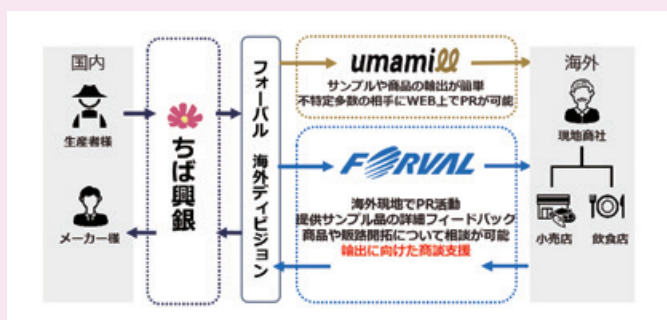 国内
生産者様
メーカー様
ちば興銀
フォーバル 海外ディビジョン
umamill
サンプルや商品の輸出が簡単
不特定多数の相手にWEB上でPRが可能
FORVAL
海外現地でPR活動
提供サンプル品の詳細フィードバック
商品や販路開拓について相談が可能
輸出に向けた商談支援
海外
現地商社
小売店
飲食店